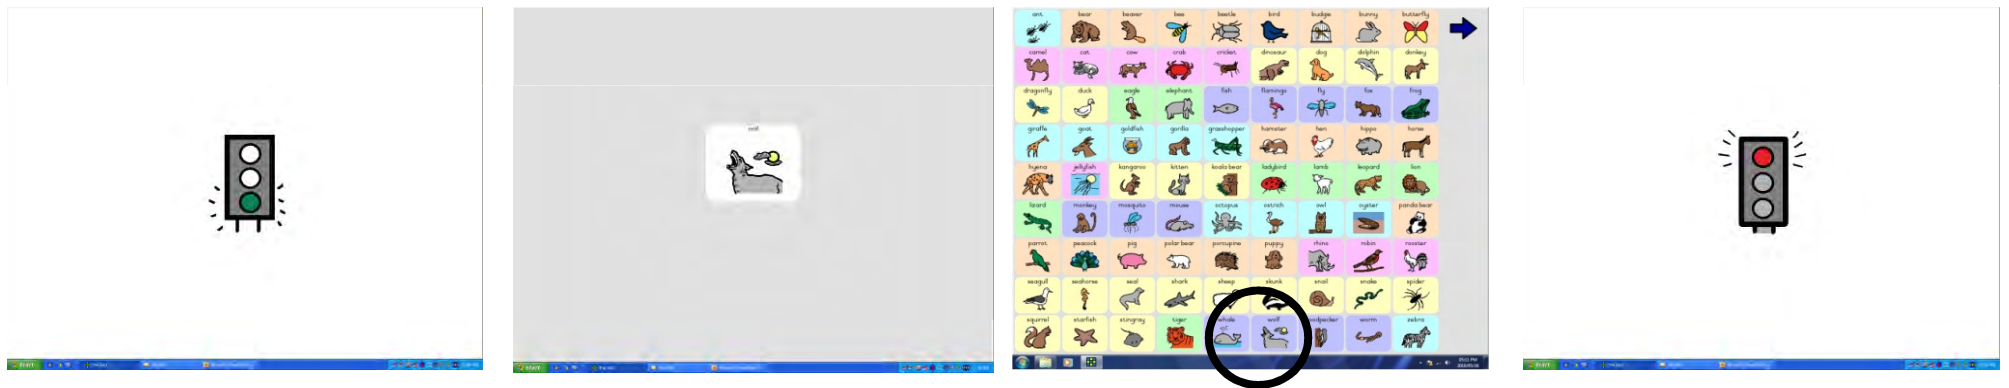 wolf
ant bear beaver bee beetle bird budgie bunny butterfly
camel cat cow crab cricket dinosaur dog dolphin donkey
dragonfly duck eagle elephant fish flamingo fly fox frog
giraffe goat goldfish gorilla grasshopper hamster hen hippo horse
hyena jellyfish kangaroo kitten koala bear ladybird lamb leopard lion
lizard monkey mosquito mouse octopus ostrich owl oyster panda bear
parrot peacock pig polar bear porcupine puppy rhino robin rooster
seagull seahorse seal shark sheep skunk snail snake spider
squirrel starfish stingray tiger whale wolf odpecker worm zebra